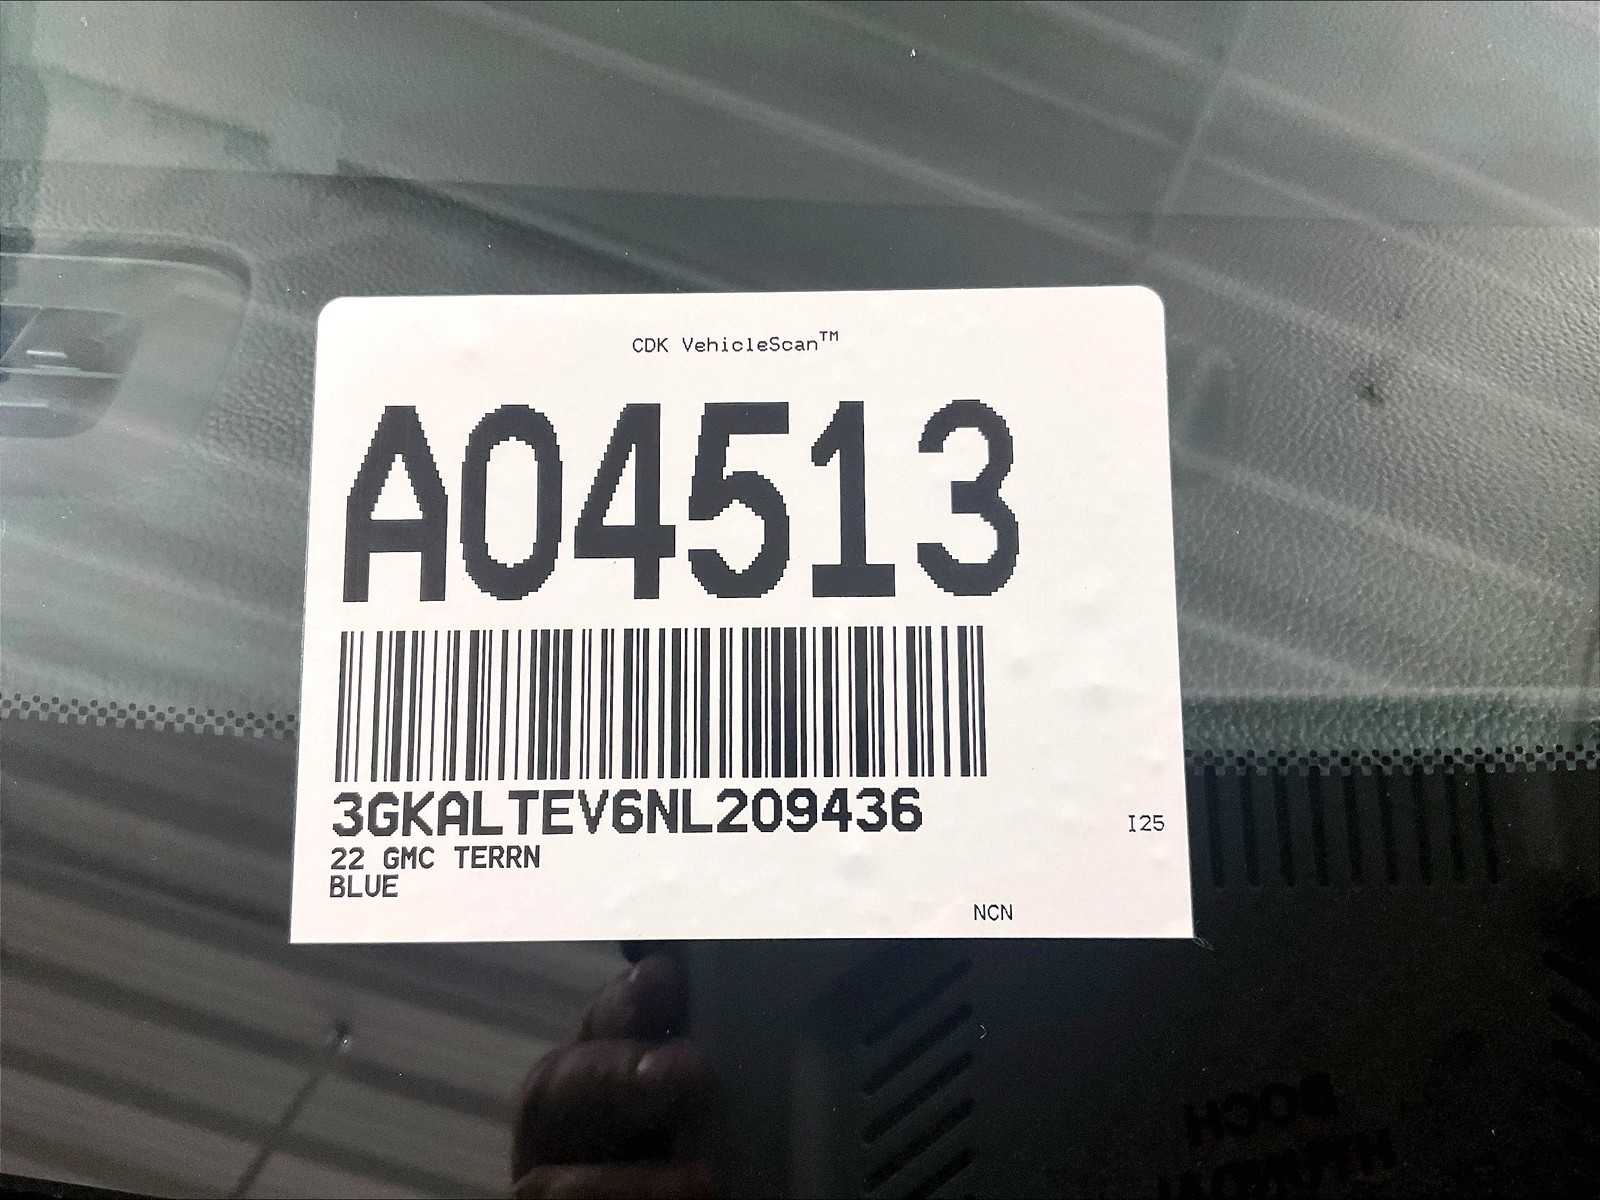 CDK VehicleScan™
A04513
3GKALTEV6NL209436
I25
22 GMC TERRN
BLUE
NCN